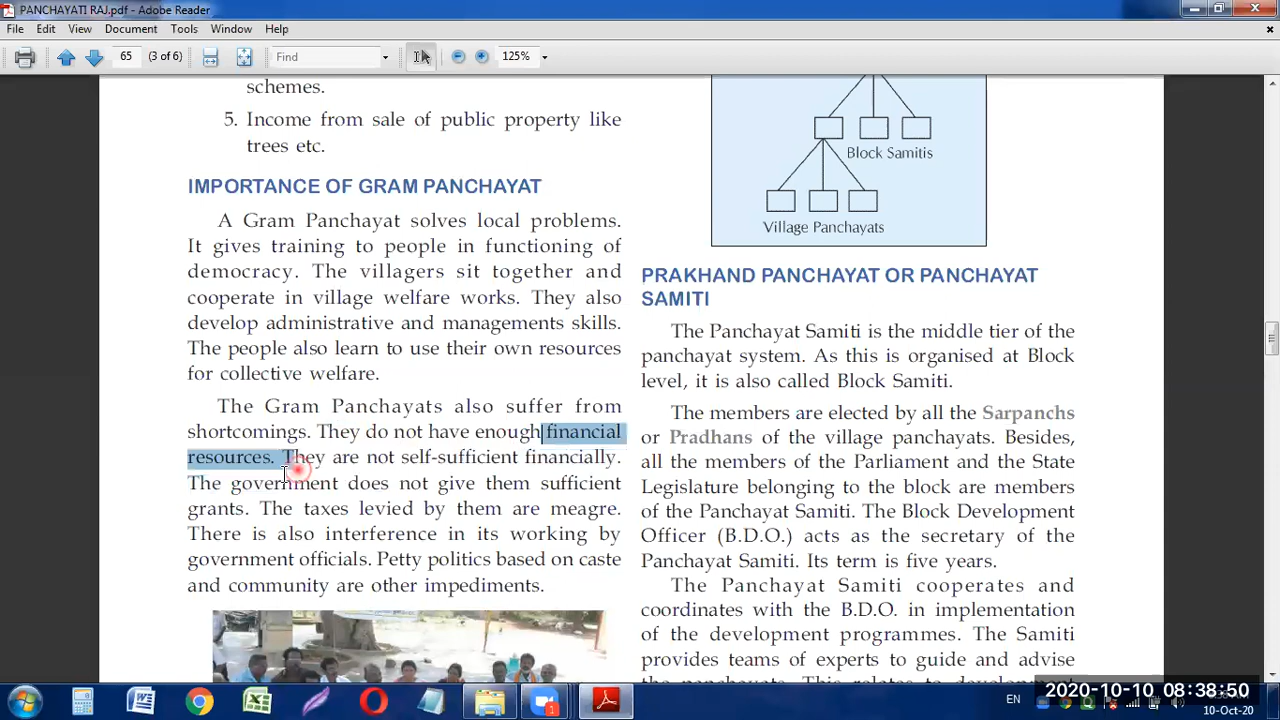 PANCHAYATI RAJ.pdf - Adobe Reader
File Edit View Document Tools Window Help
65 (3 of 6) Find 125%
schemes.
5. Income from sale of public property like
trees etc.
IMPORTANCE OF GRAM PANCHAYAT
A Gram Panchayat solves local problems.
It gives training to people in functioning of
democracy. The villagers sit together and
cooperate in village welfare works. They also
develop administrative and managements skills.
The people also learn to use their own resources
for collective welfare.
The Gram Panchayats also suffer from
shortcomings. They do not have enough financial
resources. They are not self-sufficient financially.
The government does not give them sufficient
grants. The taxes levied by them are meagre.
There is also interference in its working by
government officials. Petty politics based on caste
and community are other impediments.
Block Samitis
Village Panchayats
PRAKHAND PANCHAYAT OR PANCHAYAT
SAMITI
The Panchayat Samiti is the middle tier of the
panchayat system. As this is organised at Block
level, it is also called Block Samiti.
The members are elected by all the Sarpanchs
or Pradhans of the village panchayats. Besides,
all the members of the Parliament and the State
Legislature belonging to the block are members
of the Panchayat Samiti. The Block Development
Officer (B.D.O.) acts as the secretary of the
Panchayat Samiti. Its term is five years.
The Panchayat Samiti cooperates and
coordinates with the B.D.O. in implementation
of the development programmes. The Samiti
provides teams of experts to guide and advise
the panchayats. This relates to development
EN
2020-10-10 08:38:50
10-Oct-20